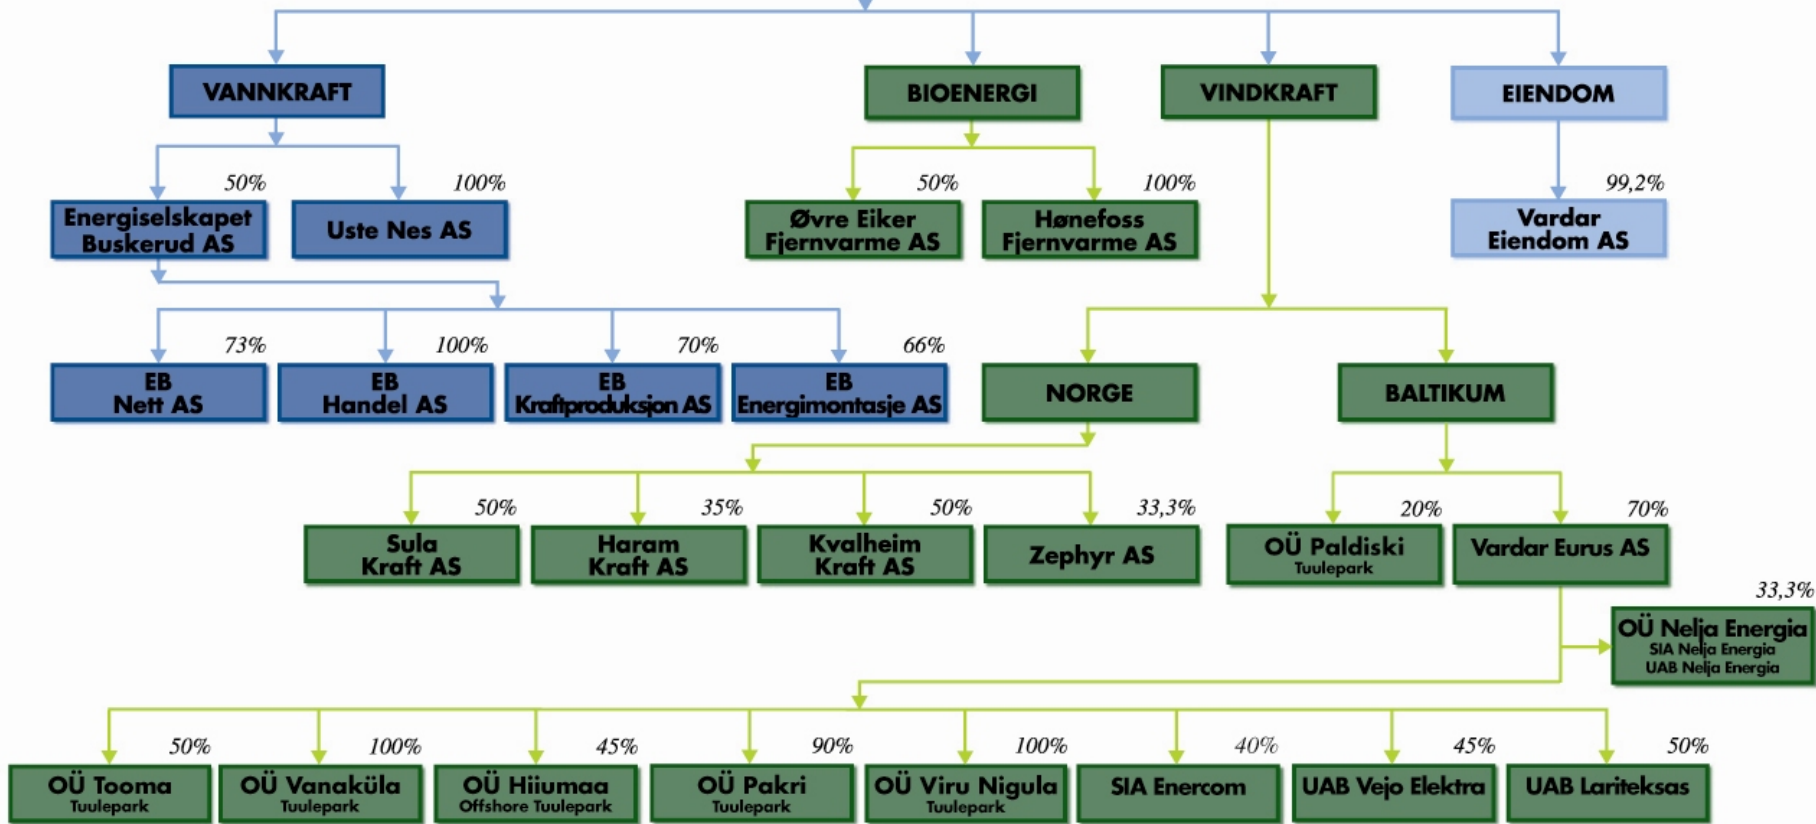 VANNKRAFT
BIOENERGI
VINDKRAFT
EIENDOM
50%
100%
50%
100%
99,2%
Energiselskapet
Buskerud AS
Uste Nes AS
Øvre Eiker
Fjernvarme AS
Hønefoss
Fjernvarme AS
Vardar
Eiendom AS
73%
100%
70%
66%
EB
Nett AS
EB
Handel AS
EB
Kraftproduksjon AS
EB
Energimontasje AS
NORGE
BALTIKUM
50%
35%
50%
33,3%
20%
70%
Sula
Kraft AS
Haram
Kraft AS
Kvalheim
Kraft AS
Zephyr AS
OÜ Paldiski
Tuulepark
Vardar Eurus AS
33,3%
OÜ Nelja Energia
SIA Nelja Energia
UAB Nelja Energia
50%
100%
45%
90%
100%
40%
45%
50%
OÜ Tooma
Tuulepark
OÜ Vanaküla
Tuulepark
OÜ Hiiumaa
Offshore Tuulepark
OÜ Pakri
Tuulepark
OÜ Viru Nigula
Tuulepark
SIA Enercom
UAB Vejo Elektra
UAB Lariteksas